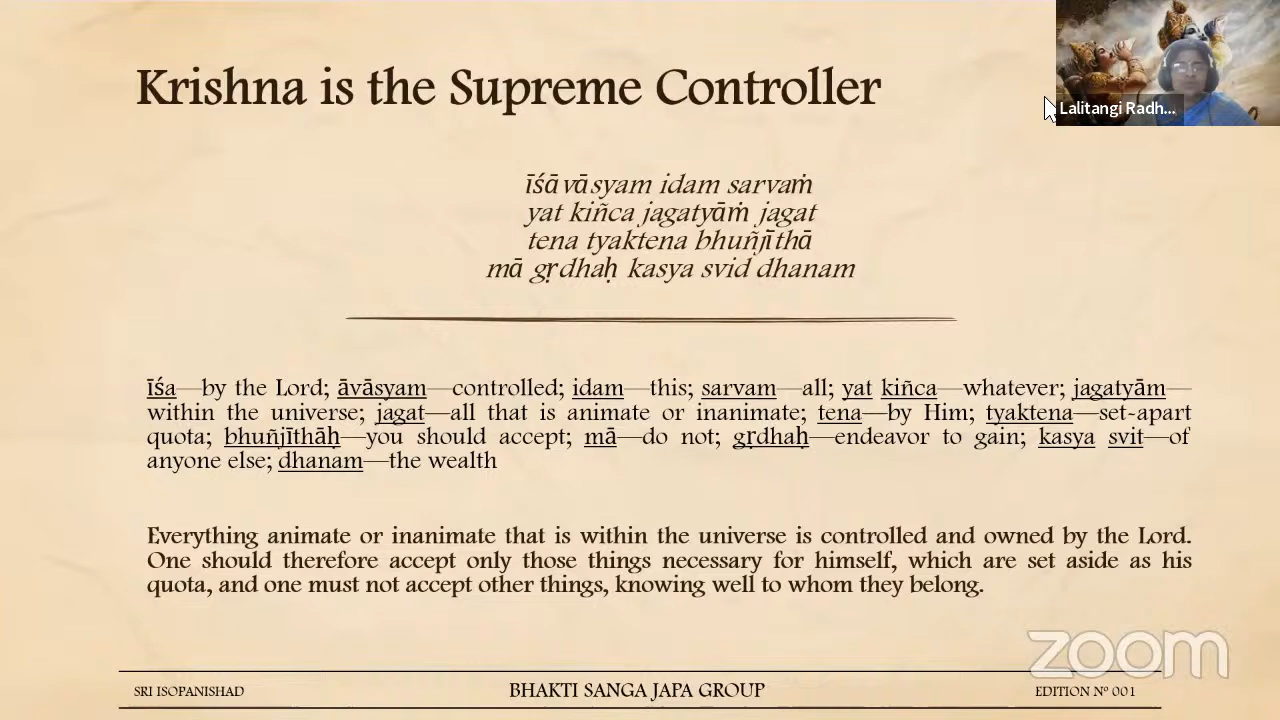 Krishna is the Supreme Controller
Lalitangi Radh...
īśāvāsyam idam sarvaṁ
yat kiñca jagatyāṁ jagat
tena tyaktena bhuñjīthā
mā gṛdhaḥ kasya svid dhanam
īśa—by the Lord; āvāsyam—controlled; idam—this; sarvam—all; yat kiñca—whatever; jagatyām—
within the universe; jagat—all that is animate or inanimate; tena—by Him; tyaktena—set-apart
quota; bhuñjīthāḥ—you should accept; mā—do not; gṛdhaḥ—endeavor to gain; kasya svit—of
anyone else; dhanam—the wealth
Everything animate or inanimate that is within the universe is controlled and owned by the Lord.
One should therefore accept only those things necessary for himself, which are set aside as his
quota, and one must not accept other things, knowing well to whom they belong.
zoom
SRI ISOPANISHAD BHAKTI SANGA JAPA GROUP EDITION Nº 001